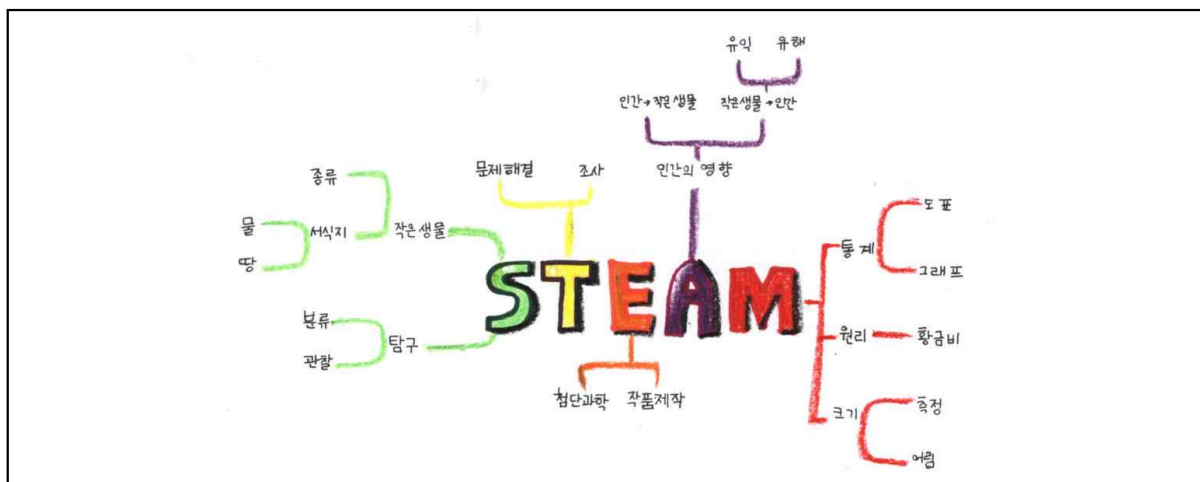 유익 유해
인간→작은생물 작은생물→인간
문제해결 조사 인간의 영향
종류
물 서식지 작은생물
땅
도표
통계
그래프
STEAM
분류
탐구
관찰
원리 황금비
첨단과학 작품제작
크기 측정
어림